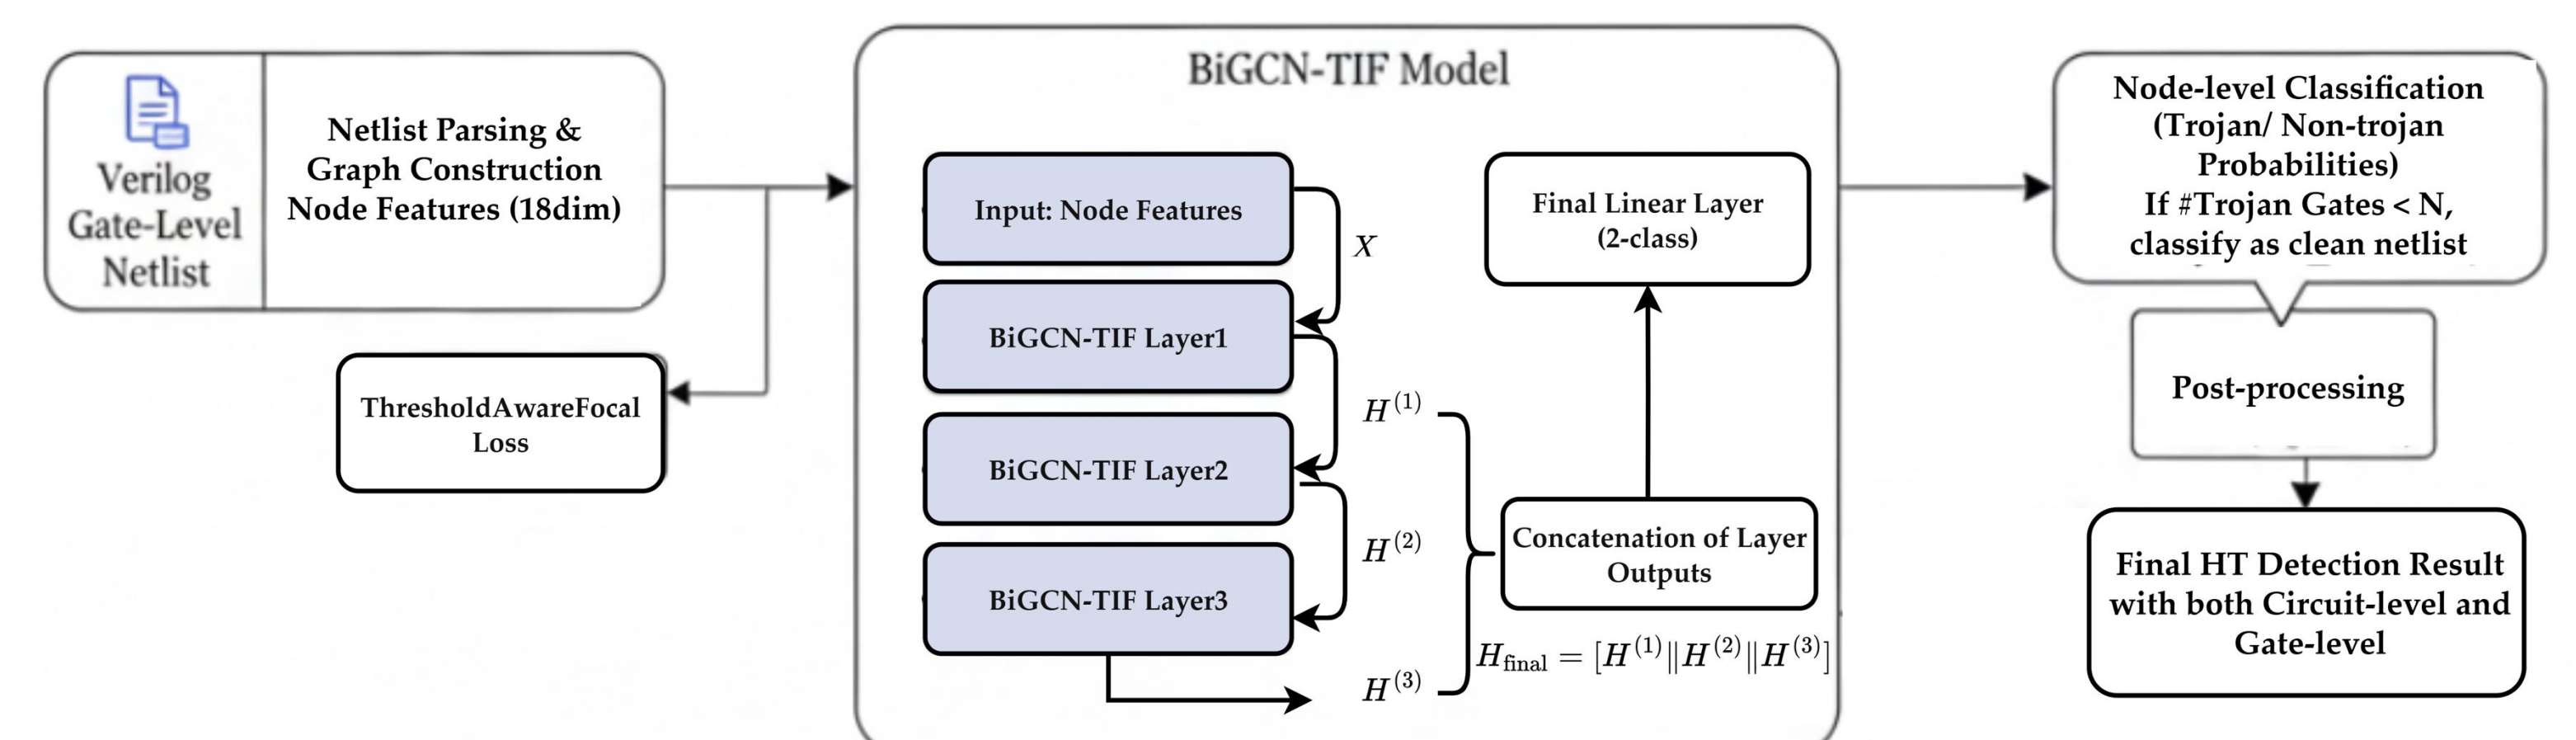 Verilog
Gate-Level
Netlist
Netlist Parsing &
Graph Construction
Node Features (18dim)
ThresholdAwareFocal
Loss
BiGCN-TIF Model
Input: Node Features
X
BiGCN-TIF Layer1
H^{(1)}
BiGCN-TIF Layer2
H^{(2)}
BiGCN-TIF Layer3
H^{(3)}
Final Linear Layer
(2-class)
Concatenation of Layer
Outputs
H_{final} = [H^{(1)}‖H^{(2)}‖H^{(3)}]
Node-level Classification
(Trojan/ Non-trojan
Probabilities)
If #Trojan Gates < N,
classify as clean netlist
Post-processing
Final HT Detection Result
with both Circuit-level and
Gate-level